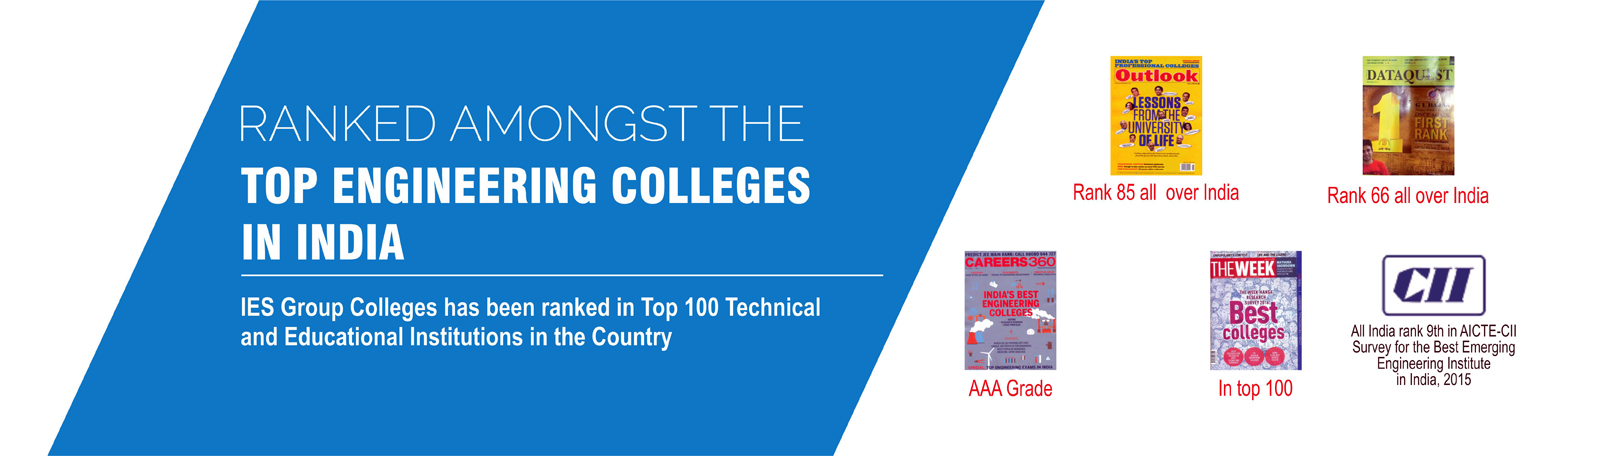 RANKED AMONGST THE
TOP ENGINEERING COLLEGES
IN INDIA
IES Group Colleges has been ranked in Top 100 Technical
and Educational Institutions in the Country
INDIA'S TOP
PROFESSIONAL COLLEGES
Outlook
LESSONS
FROM THE
UNIVERSITY
OF LIFE
Rank 85 all over India
DATAQUEST
1
FIRST
RANK
Rank 66 all over India
CAREERS360
INDIA'S BEST
ENGINEERING
COLLEGES
AAA Grade
THE WEEK
Best
colleges
In top 100
CII
All India rank 9th in AICTE-CII
Survey for the Best Emerging
Engineering Institute
in India, 2015